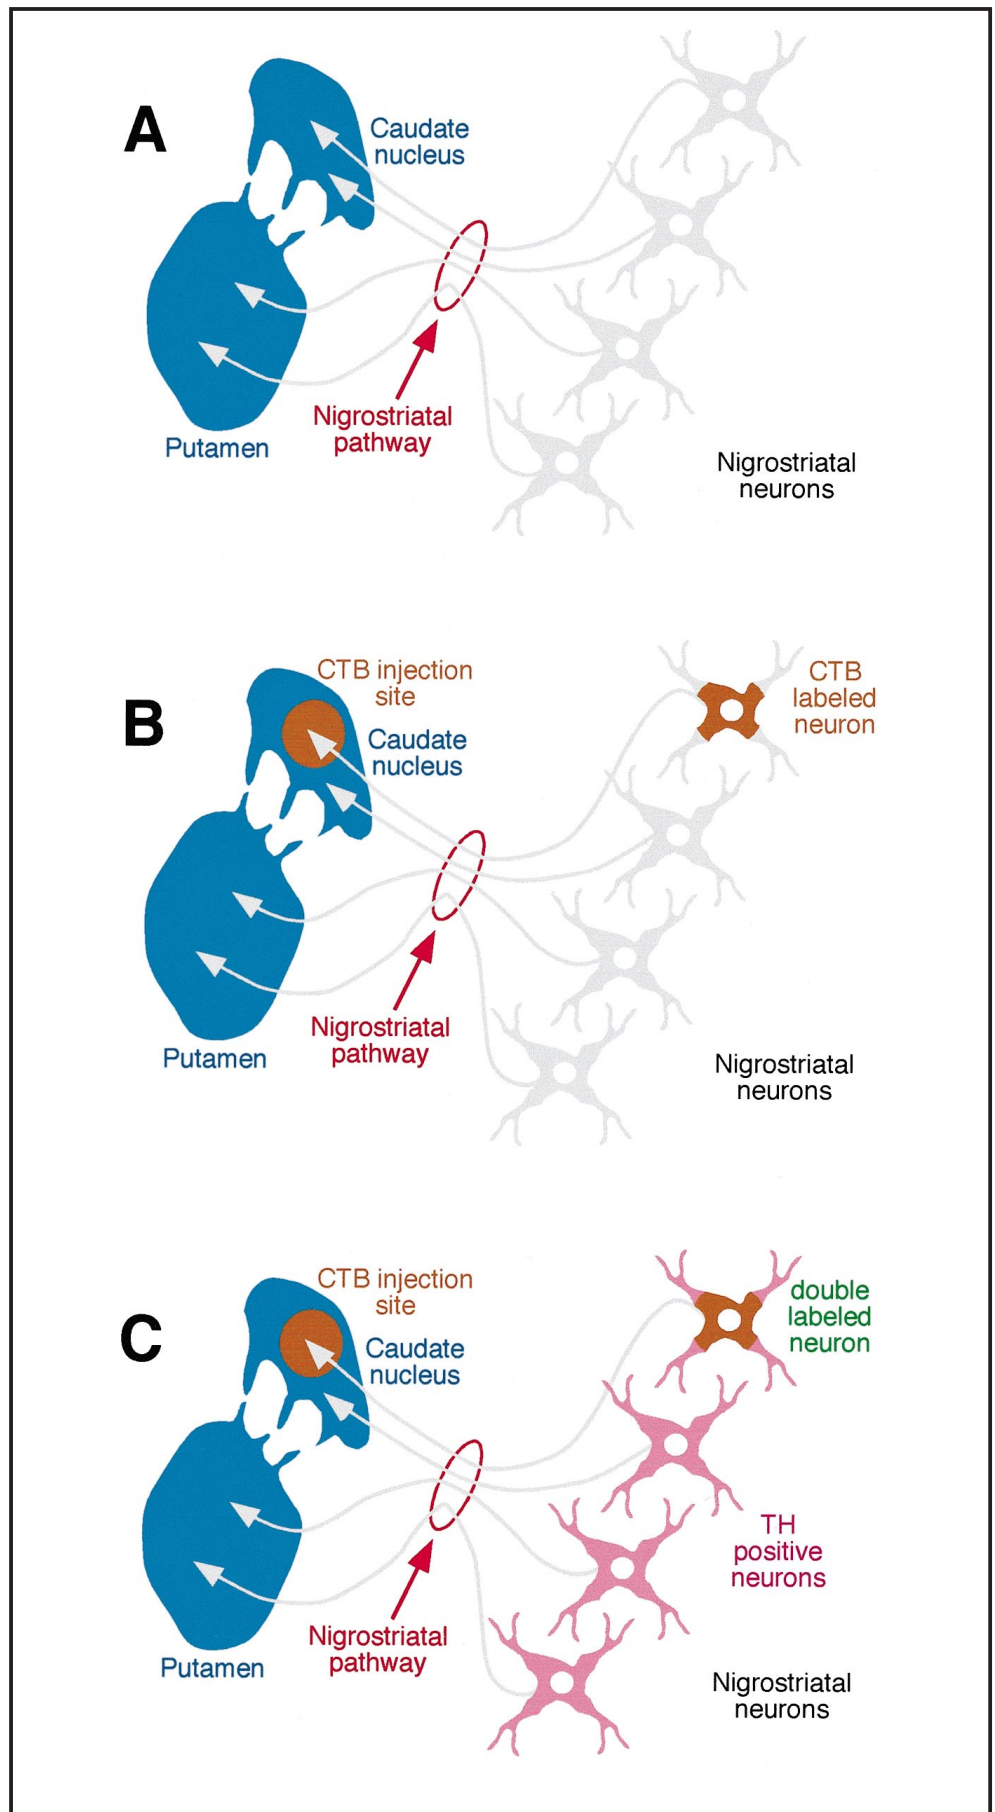 A
Caudate
nucleus
Nigrostriatal
pathway
Putamen
Nigrostriatal
neurons
B
CTB injection
site
Caudate
nucleus
CTB
labeled
neuron
Nigrostriatal
pathway
Putamen
Nigrostriatal
neurons
C
CTB injection
site
Caudate
nucleus
double
labeled
neuron
TH
positive
neurons
Nigrostriatal
pathway
Putamen
Nigrostriatal
neurons